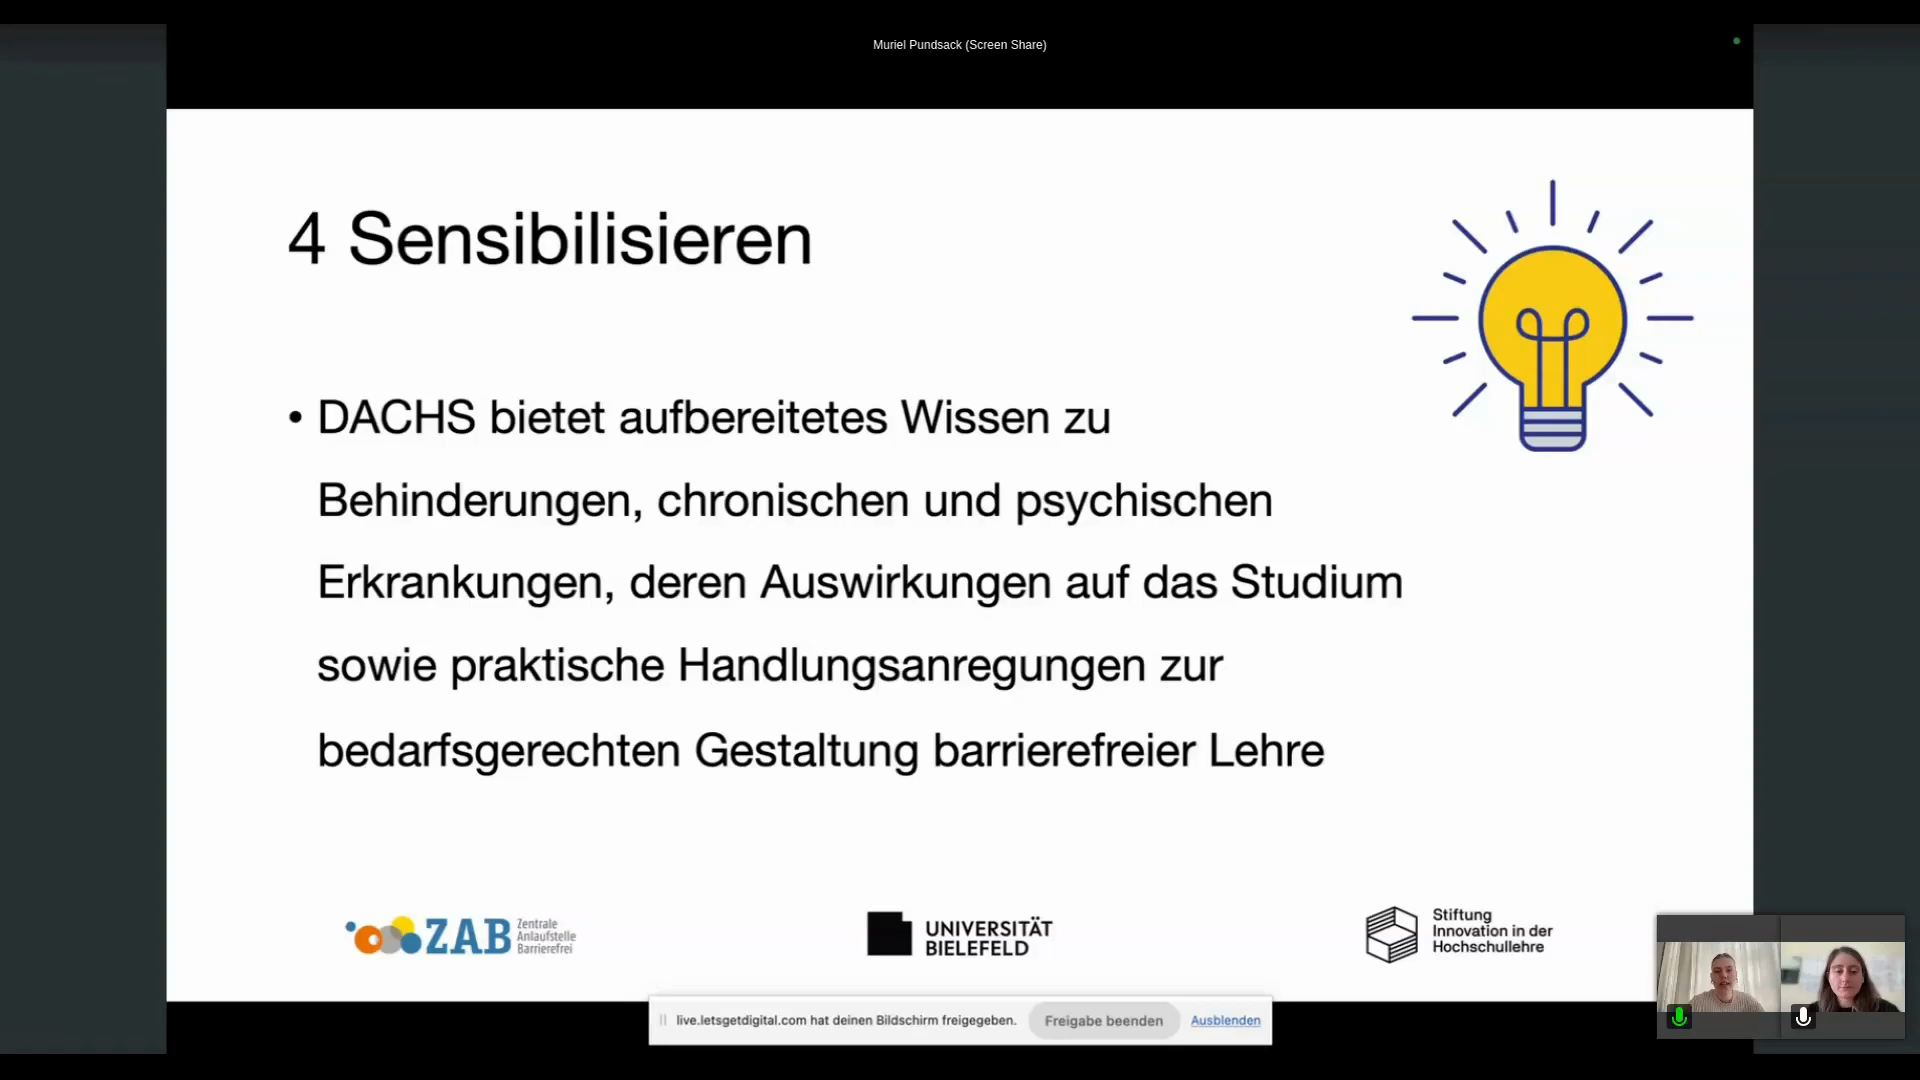 Muriel Pundsack (Screen Share)
4 Sensibilisieren
• DACHS bietet aufbereitetes Wissen zu
Behinderungen, chronischen und psychischen
Erkrankungen, deren Auswirkungen auf das Studium
sowie praktische Handlungsanregungen zur
bedarfsgerechten Gestaltung barrierefreier Lehre
ZAB
Zentrale
Anlaufstelle
Barrierefrei
UNIVERSITÄT
BIELEFELD
Stiftung
Innovation in der
Hochschullehre
live.letsgetdigital.com hat deinen Bildschirm freigegeben.
Freigabe beenden
Ausblenden